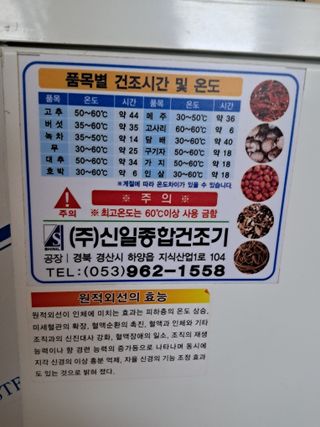 품목별 건조시간 및 온도
품목 온도 시간 품목 온도 시간
고추 50~60℃ 약 44 메주 30~50℃ 약 36
버섯 35~60℃ 약 35 고사리 60℃ 약 6
녹차 35~50℃ 약 14 담배 30~60℃ 약 40
무 30~60℃ 약 25 구기자 50~60℃ 약 18
대추 50~60℃ 약 34 가지 50~60℃ 약 18
호박 60℃ 약 6 인삼 30~60℃ 약 18
※계절에 따라 온도차이가 있을 수 있습니다.
주의
※ 주의 ※
※ 최고온도는 60℃이상 사용 금함
SHINIL
(주)신일종합건조기
공장 | 경북 경산시 하양읍 지식산업1로 104
TEL:(053)962-1558
원적외선의 효능
원적외선이 인체에 미치는 효과는 피하층의 온도 상승,
미세혈관의 확장, 혈액순환의 촉진, 혈액과 인체와 기타
조직과의 신진대사 강화, 혈액장애의 일소, 조직의 재생
능력이나 향 경련 능력의 증가등으로 나타나며 동시에
지각 신경의 이상 흥분 억제, 자율 신경의 기능 조정 효과
도 있는 것으로 밝혀 졌다.